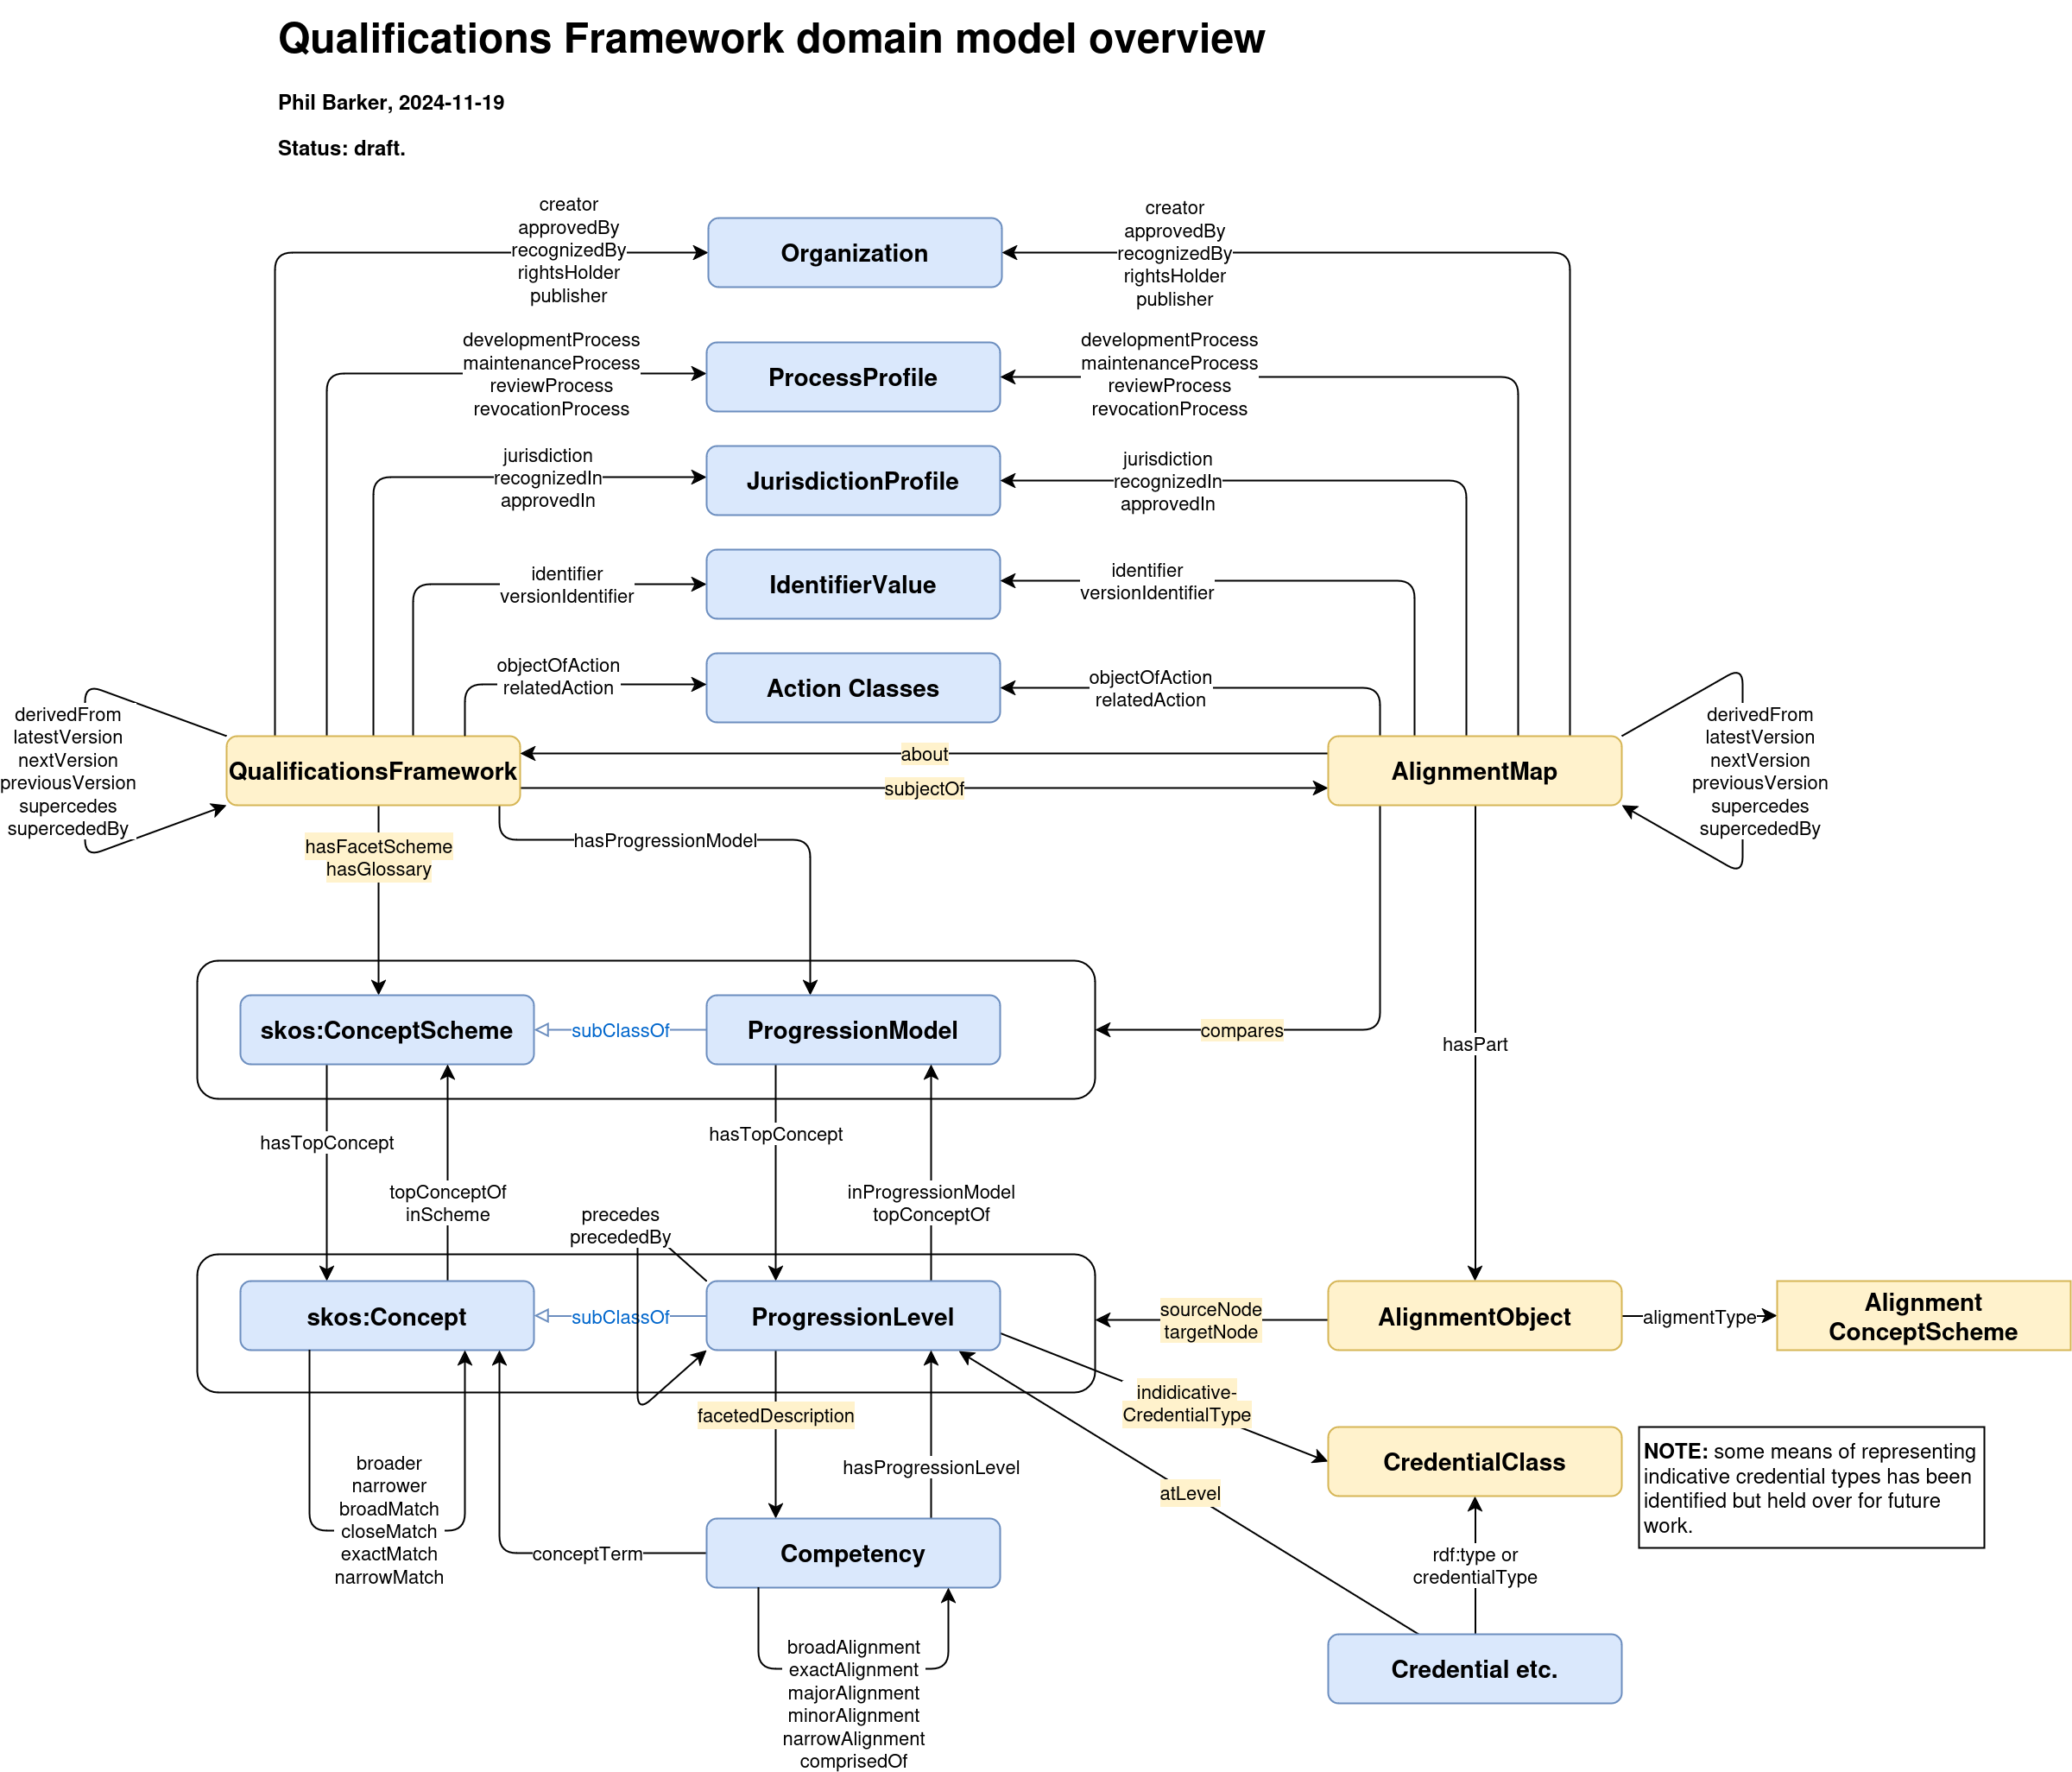 Qualifications Framework domain model overview
Phil Barker, 2024-11-19
Status: draft.
creator
approvedBy
recognizedBy
rightsHolder
publisher
Organization
creator
approvedBy
recognizedBy
rightsHolder
publisher
developmentProcess
maintenanceProcess
reviewProcess
revocationProcess
ProcessProfile
developmentProcess
maintenanceProcess
reviewProcess
revocationProcess
jurisdiction
recognizedIn
approvedIn
JurisdictionProfile
jurisdiction
recognizedIn
approvedIn
identifier
versionIdentifier
IdentifierValue
identifier
versionIdentifier
objectOfAction
relatedAction
Action Classes
objectOfAction
relatedAction
derivedFrom
latestVersion
nextVersion
previousVersion
supercedes
supercededBy
QualificationsFramework
about
subjectOf
AlignmentMap
derivedFrom
latestVersion
nextVersion
previousVersion
supercedes
supercededBy
hasFacetScheme
hasGlossary
hasProgressionModel
skos:ConceptScheme
subClassOf
ProgressionModel
compares
hasPart
hasTopConcept
topConceptOf
inScheme
hasTopConcept
inProgressionModel
topConceptOf
precedes
precededBy
skos:Concept
subClassOf
ProgressionLevel
sourceNode
targetNode
AlignmentObject
aligmentType
Alignment
ConceptScheme
indidicative-
CredentialType
facetedDescription
hasProgressionLevel
atLevel
CredentialClass
NOTE: some means of representing
indicative credential types has been
identified but held over for future
work.
broader
narrower
broadMatch
closeMatch
exactMatch
narrowMatch
conceptTerm
Competency
rdf:type or
credentialType
broadAlignment
exactAlignment
majorAlignment
minorAlignment
narrowAlignment
comprisedOf
Credential etc.